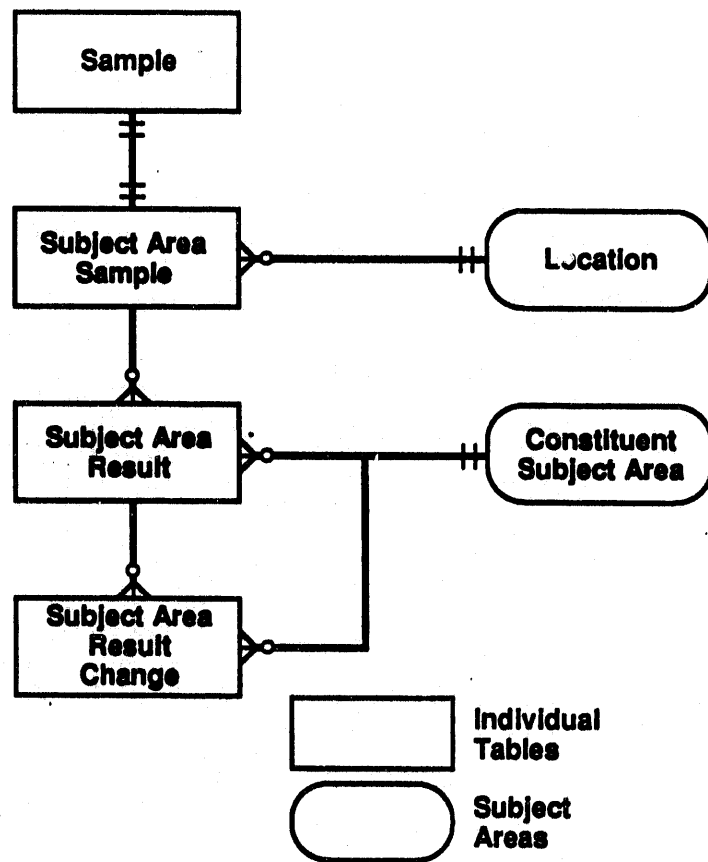 Sample
Subject Area
Sample
Location
Subject Area
Result
Constituent
Subject Area
Subject Area
Result
Change
Individual
Tables
Subject
Areas